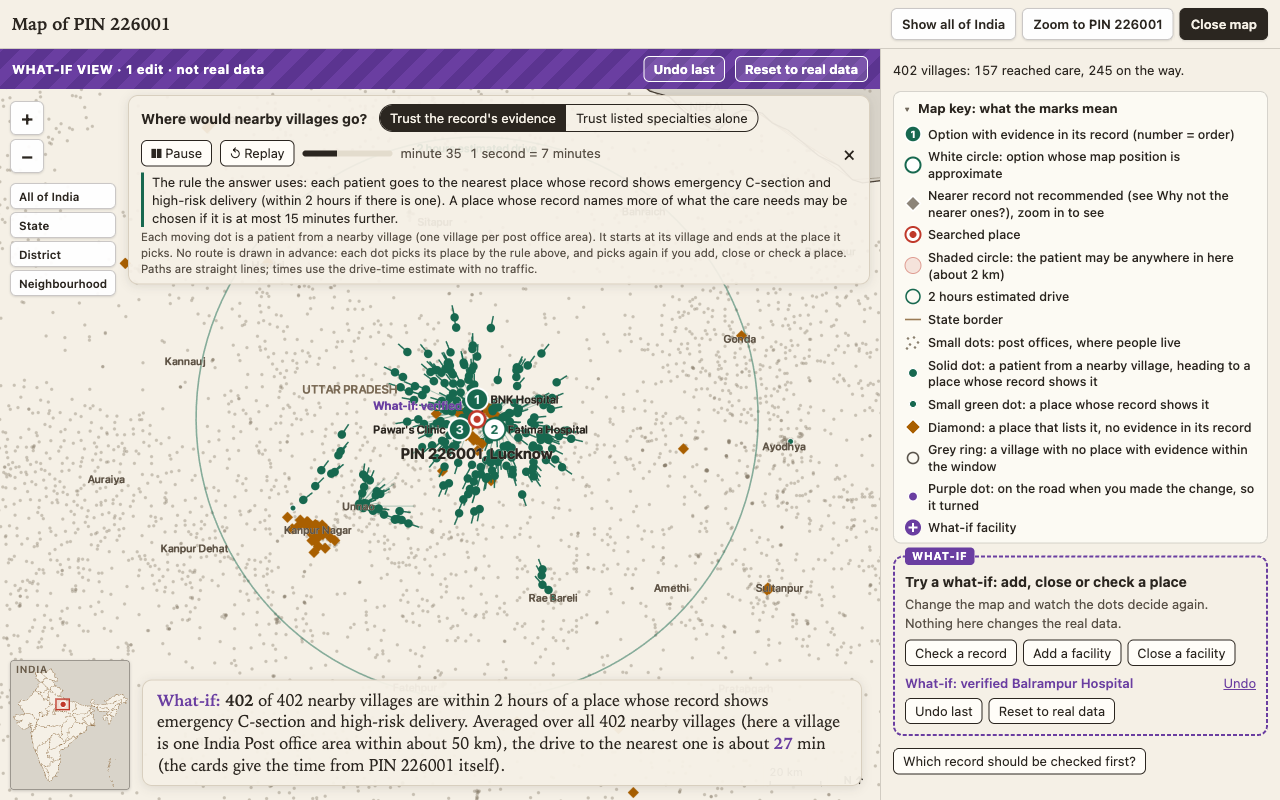 Map of PIN 226001
Show all of India
Zoom to PIN 226001
Close map
WHAT-IF VIEW · 1 edit · not real data
Undo last
Reset to real data
+
−
All of India
State
District
Neighbourhood
Where would nearby villages go?
Trust the record's evidence
Trust listed specialties alone
Pause
Replay
minute 35 1 second = 7 minutes
The rule the answer uses: each patient goes to the nearest place whose record shows emergency C-section and
high-risk delivery (within 2 hours if there is one). A place whose record names more of what the care needs may be
chosen if it is at most 15 minutes further.
Each moving dot is a patient from a nearby village (one village per post office area). It starts at its village and ends at the place it
picks. No route is drawn in advance: each dot picks its place by the rule above, and picks again if you add, close or check a place.
Paths are straight lines; times use the drive-time estimate with no traffic.
Sitapur
Bahraich
Gonda
Kannauj
UTTAR PRADESH
1
BNK Hospital
What-if: verified
Pawar's Clinic
3
2
Fatima Hospital
Ayodhya
PIN 226001, Lucknow
Auraiya
Unnao
Kanpur Nagar
Kanpur Dehat
Rae Bareli
Amethi
Sultanpur
INDIA
What-if: 402 of 402 nearby villages are within 2 hours of a place whose record shows
emergency C-section and high-risk delivery. Averaged over all 402 nearby villages (here a village
is one India Post office area within about 50 km), the drive to the nearest one is about 27 min
(the cards give the time from PIN 226001 itself).
20 km
N
402 villages: 157 reached care, 245 on the way.
Map key: what the marks mean
1
Option with evidence in its record (number = order)
White circle: option whose map position is
approximate
Nearer record not recommended (see Why not the
nearer ones?), zoom in to see
Searched place
Shaded circle: the patient may be anywhere in here
(about 2 km)
2 hours estimated drive
State border
Small dots: post offices, where people live
Solid dot: a patient from a nearby village, heading to a
place whose record shows it
Small green dot: a place whose record shows it
Diamond: a place that lists it, no evidence in its record
Grey ring: a village with no place with evidence within
the window
Purple dot: on the road when you made the change, so
it turned
What-if facility
WHAT-IF
Try a what-if: add, close or check a place
Change the map and watch the dots decide again.
Nothing here changes the real data.
Check a record
Add a facility
Close a facility
What-if: verified Balrampur Hospital
Undo
Undo last
Reset to real data
Which record should be checked first?